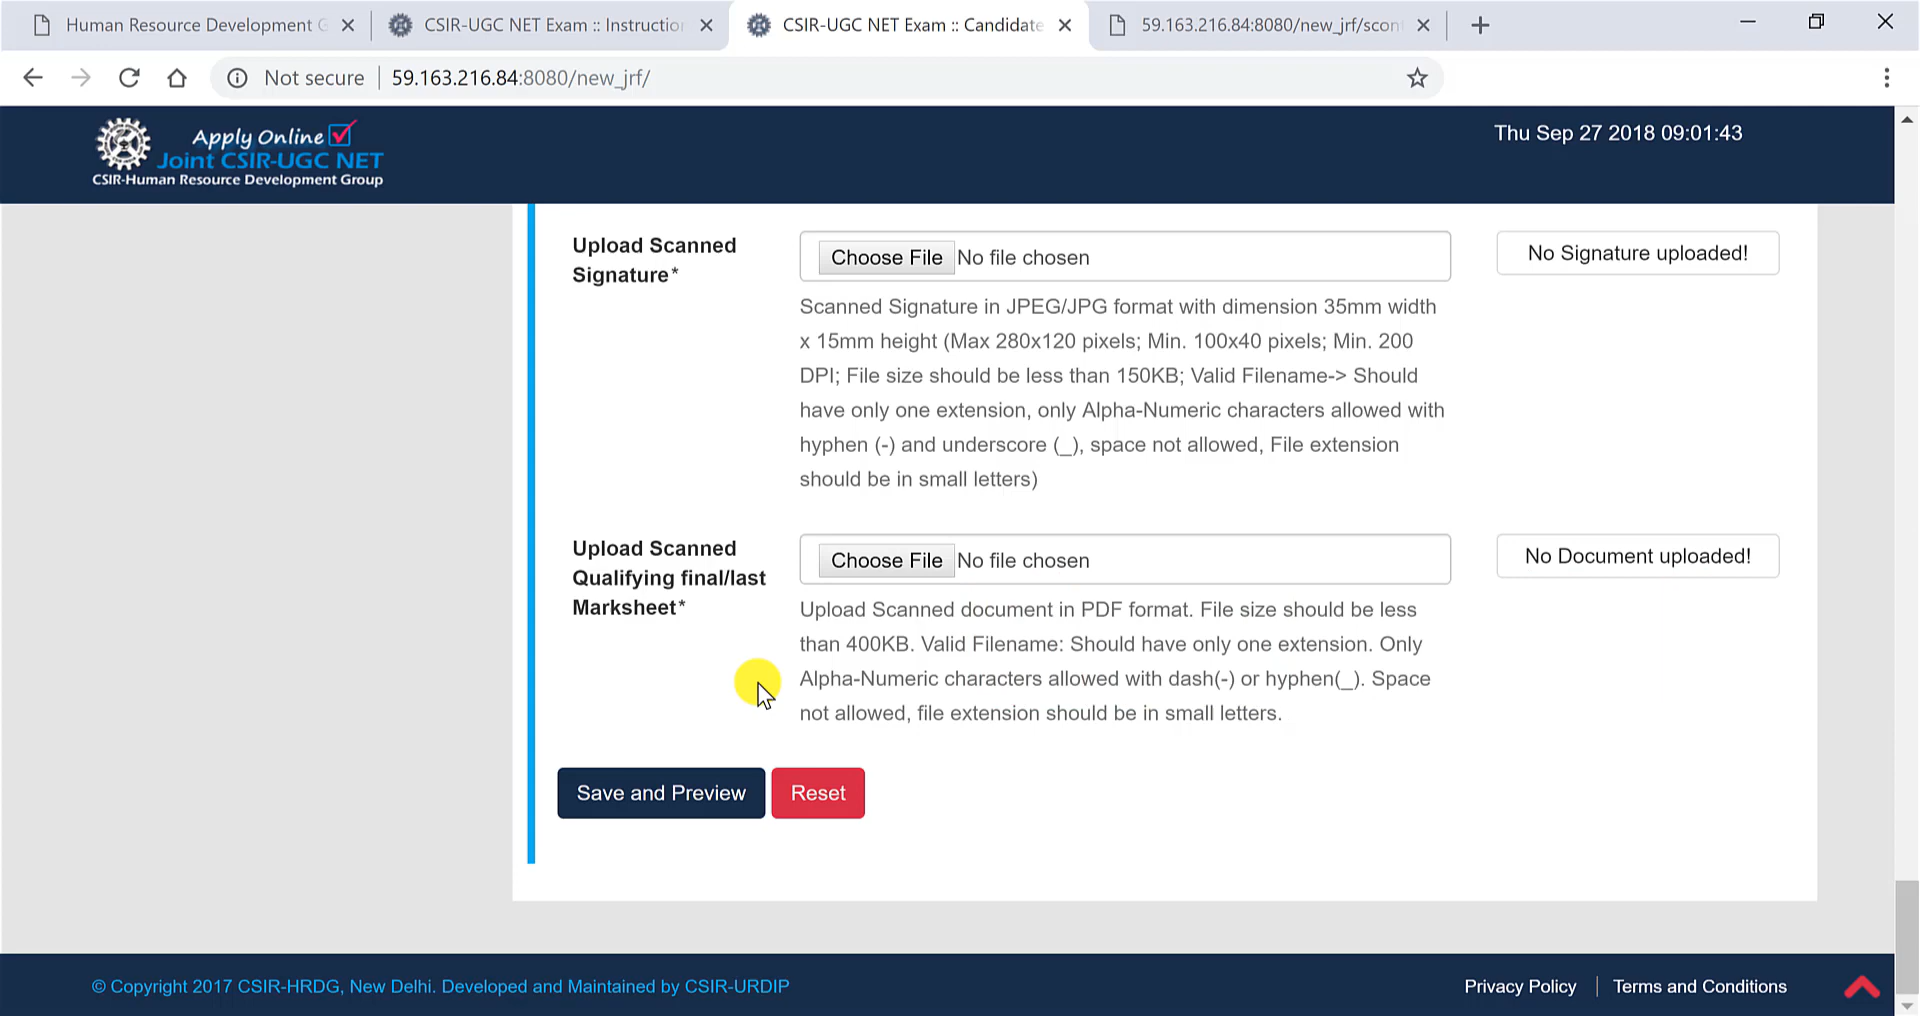 Human Resource Development G
CSIR-UGC NET Exam :: Instruction
CSIR-UGC NET Exam :: Candidate
59.163.216.84:8080/new_jrf/scon
Not secure
59.163.216.84:8080/new_jrf/
Apply Online
Joint CSIR-UGC NET
CSIR-Human Resource Development Group
Thu Sep 27 2018 09:01:43
Upload Scanned
Signature*
Choose File No file chosen
No Signature uploaded!
Scanned Signature in JPEG/JPG format with dimension 35mm width
x 15mm height (Max 280x120 pixels; Min. 100x40 pixels; Min. 200
DPI; File size should be less than 150KB; Valid Filename-> Should
have only one extension, only Alpha-Numeric characters allowed with
hyphen (-) and underscore (_), space not allowed, File extension
should be in small letters)
Upload Scanned
Qualifying final/last
Marksheet*
Choose File No file chosen
No Document uploaded!
Upload Scanned document in PDF format. File size should be less
than 400KB. Valid Filename: Should have only one extension. Only
Alpha-Numeric characters allowed with dash(-) or hyphen(_). Space
not allowed, file extension should be in small letters.
Save and Preview
Reset
© Copyright 2017 CSIR-HRDG, New Delhi. Developed and Maintained by CSIR-URDIP
Privacy Policy
Terms and Conditions